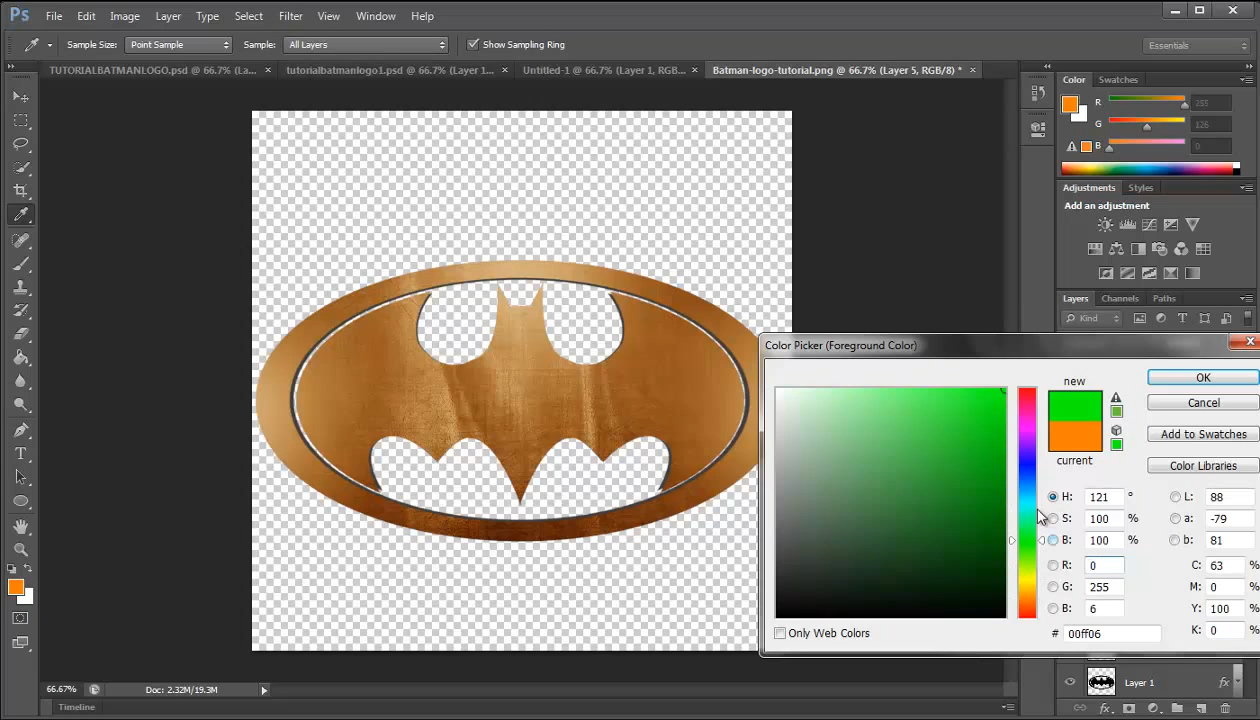 Ps File Edit Image Layer Type Select Filter View Window Help
Sample Size: Point Sample Sample: All Layers Show Sampling Ring Essentials
TUTORIALBATMANLOGO.psd @ 66.7% (La... × tutorialbatmanlogo1.psd @ 66.7% (Layer 1... × Untitled-1 @ 66.7% (Layer 1, RGB... × Batman-logo-tutorial.png @ 66.7% (Layer 5, RGB/8) * ×
Color Swatches
R 255
G 126
B 0
Adjustments Styles
Add an adjustment
Layers Channels Paths
Kind
Color Picker (Foreground Color)
new
current
OK
Cancel
Add to Swatches
Color Libraries
H: 121 ° L: 88
S: 100 % a: -79
B: 100 % b: 81
R: 0 C: 63 %
G: 255 M: 0 %
B: 6 Y: 100 %
# 00ff06 K: 0 %
Only Web Colors
Layer 1 fx
66.67% Doc: 2.32M/19.3M
fx
Timeline